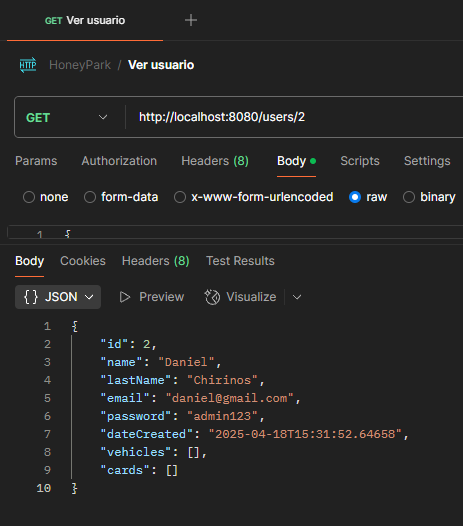 GET Ver usuario +
HTTP HoneyPark / Ver usuario
GET http://localhost:8080/users/2
Params Authorization Headers (8) Body Scripts Settings
none form-data x-www-form-urlencoded raw binary
1 {
Body Cookies Headers (8) Test Results
{} JSON Preview Visualize
1 {
2 "id": 2,
3 "name": "Daniel",
4 "lastName": "Chirinos",
5 "email": "daniel@gmail.com",
6 "password": "admin123",
7 "dateCreated": "2025-04-18T15:31:52.64658",
8 "vehicles": [],
9 "cards": []
10 }